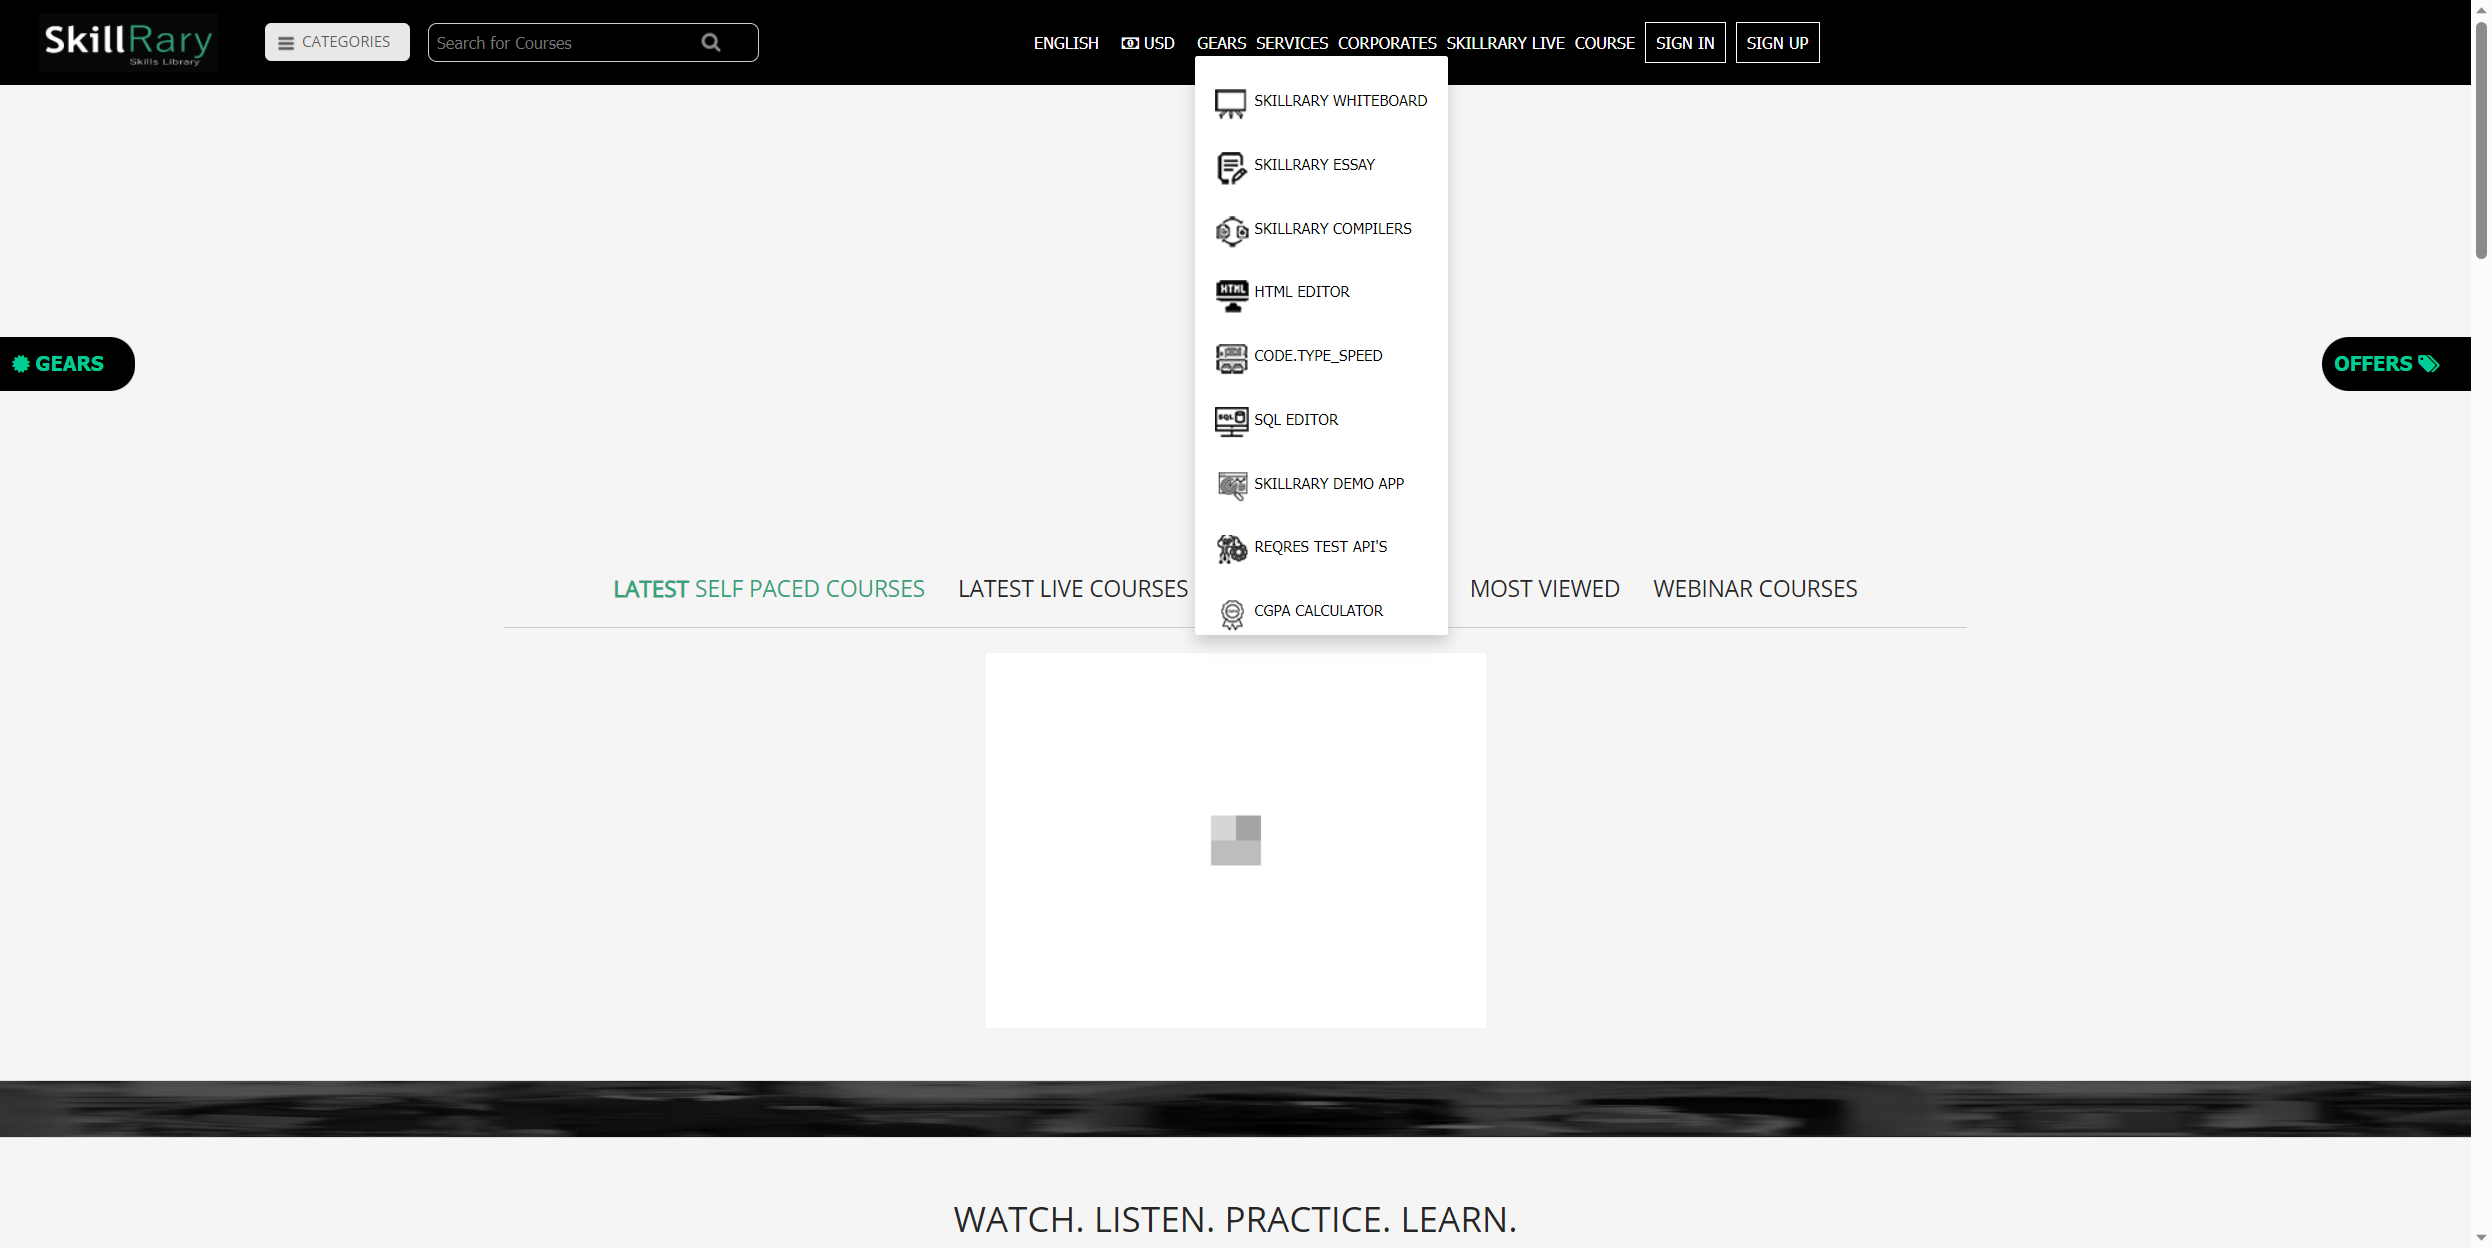 SkillRary
Skills Library
CATEGORIES
Search for Courses
ENGLISH USD GEARS SERVICES CORPORATES SKILLRARY LIVE COURSE SIGN IN SIGN UP
SKILLRARY WHITEBOARD
SKILLRARY ESSAY
SKILLRARY COMPILERS
HTML
HTML EDITOR
CODE.TYPE_SPEED
SQL
SQL EDITOR
SKILLRARY DEMO APP
REQRES TEST API'S
CGPA CALCULATOR
GEARS
OFFERS
LATEST SELF PACED COURSES LATEST LIVE COURSES MOST VIEWED WEBINAR COURSES
WATCH. LISTEN. PRACTICE. LEARN.